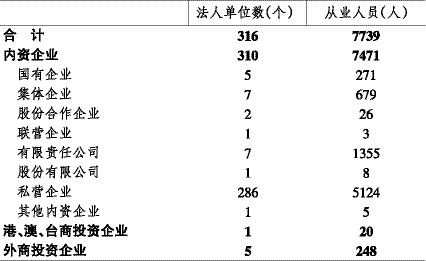 法人单位数(个) 从业人员(人)
合 计 316 7739
内资企业 310 7471
国有企业 5 271
集体企业 7 679
股份合作企业 2 26
联营企业 1 3
有限责任公司 7 1355
股份有限公司 1 8
私营企业 286 5124
其他内资企业 1 5
港、澳、台商投资企业 1 20
外商投资企业 5 248